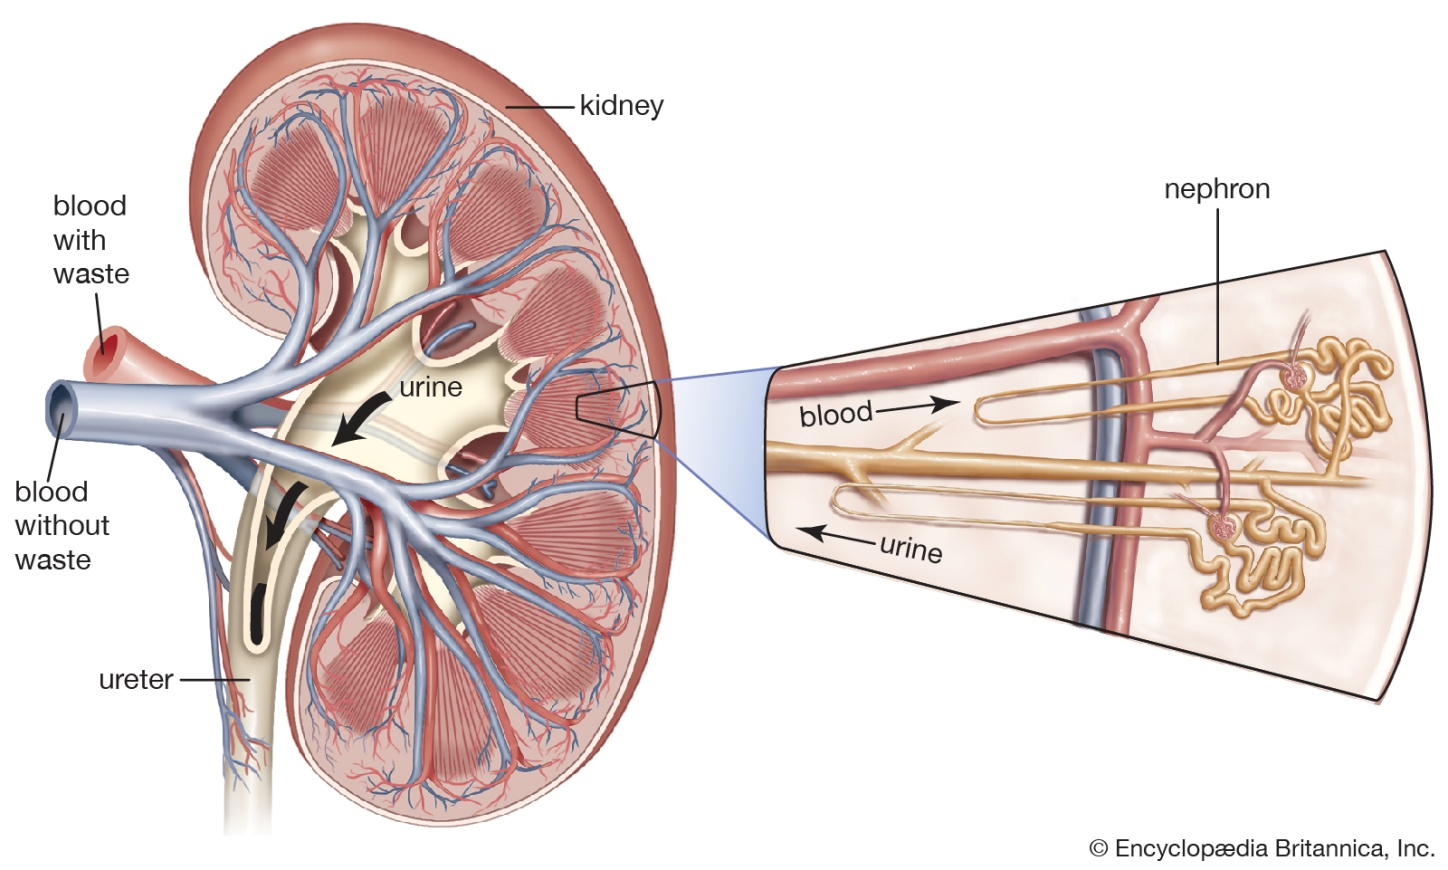 kidney
blood
with
waste
urine
blood
without
waste
ureter
nephron
blood
urine
© Encyclopædia Britannica, Inc.